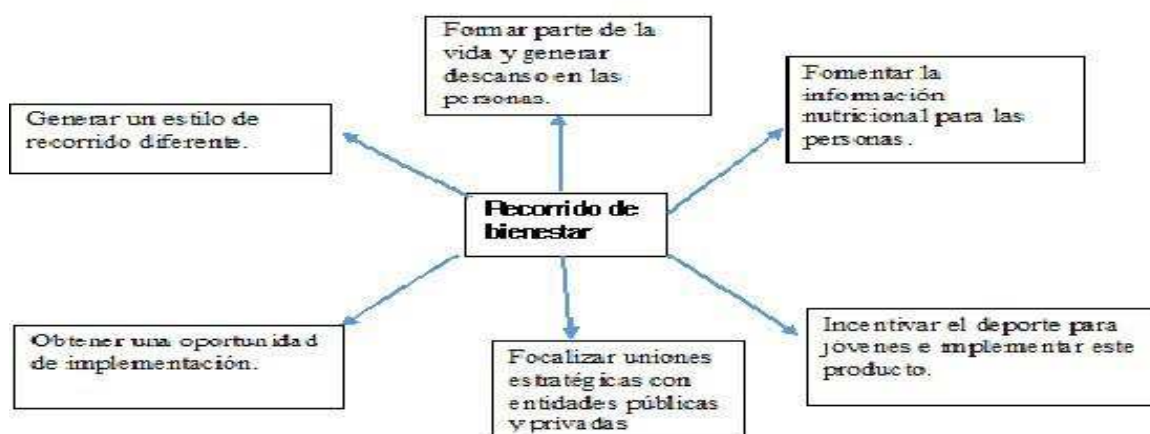 Formar parte de la
vida y generar
descanso en las
personas.
Fomentar la
información
nutricional para las
personas.
Generar un estilo de
recorrido diferente.
Recorrido de
bienestar
Obtener una oportunidad
de implementación.
Focalizar uniones
estratégicas con
entidades públicas
y privadas
Incentivar el deporte para
jóvenes e implementar este
producto.